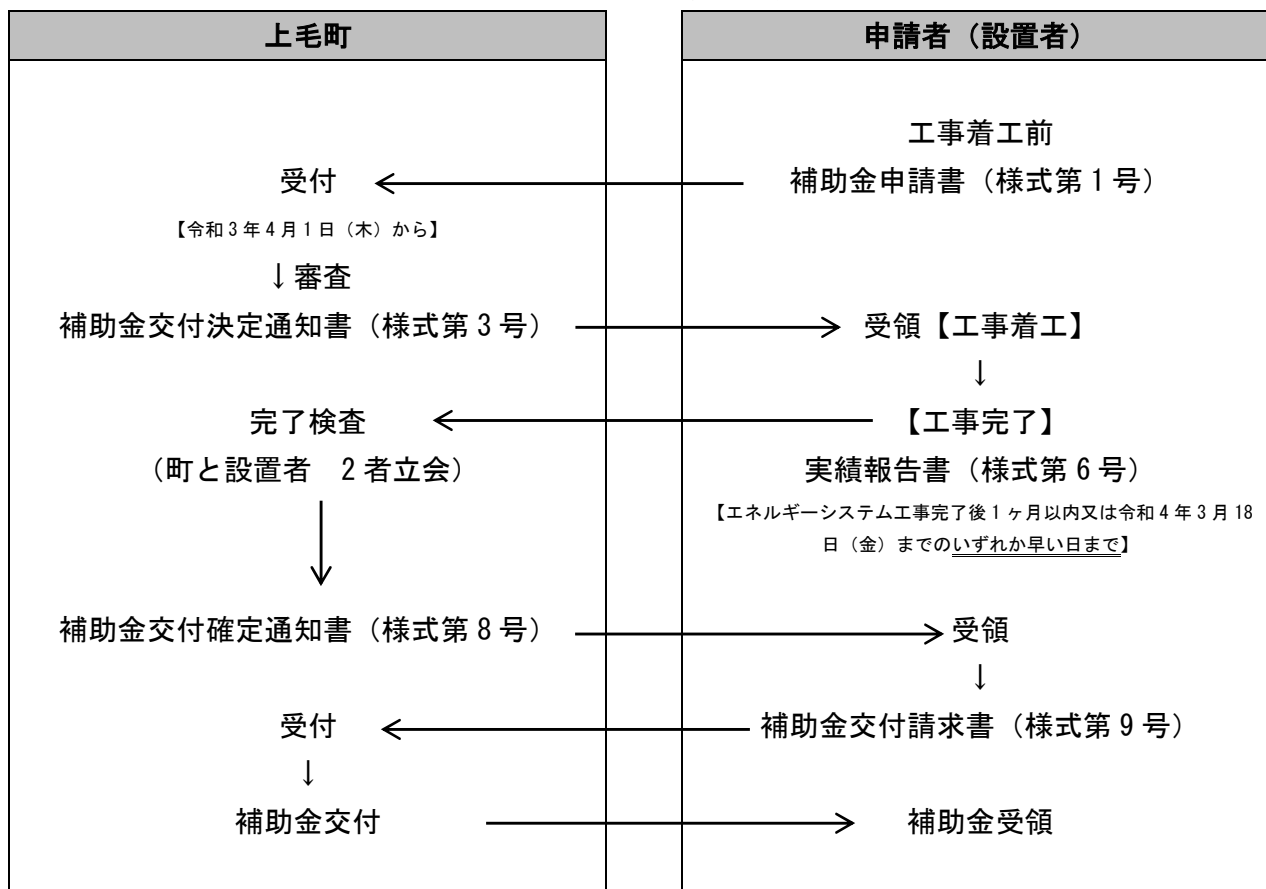 上毛町
申請者（設置者）
工事着工前
受付
補助金申請書（様式第1号）
【令和3年4月1日（木）から】
↓審査
補助金交付決定通知書（様式第3号）
受領【工事着工】
↓
完了検査
【工事完了】
（町と設置者　2者立会）
実績報告書（様式第6号）
【エネルギーシステム工事完了後1ヶ月以内又は令和4年3月18
日（金）までのいずれか早い日まで】
補助金交付確定通知書（様式第8号）
受領
↓
受付
補助金交付請求書（様式第9号）
↓
補助金交付
補助金受領